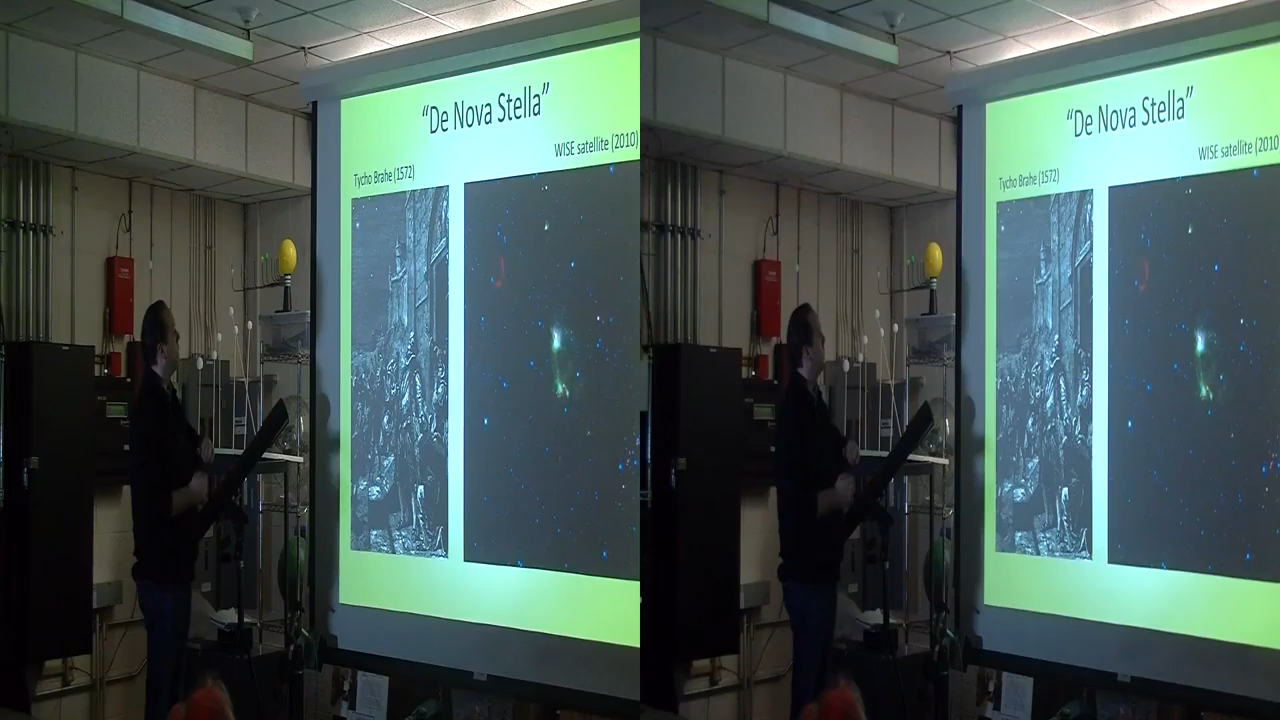 “De Nova Stella”
WISE satellite (2010)
Tycho Brahe (1572)
“De Nova Stella”
WISE satellite (2010
Tycho Brahe (1572)